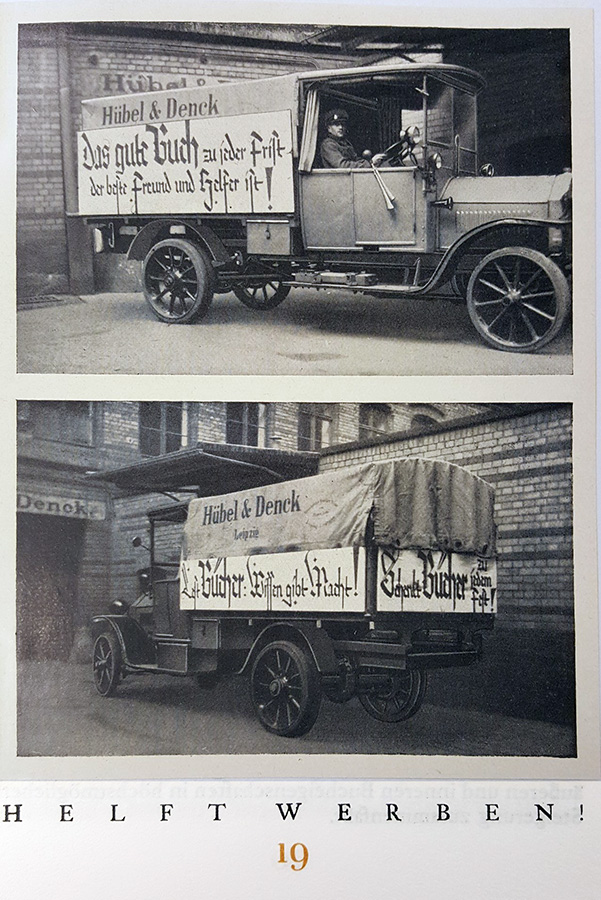 Hübel &
Hübel & Denck
Das gute Buch zu jeder Frist
der beste Freund und Helfer ist!
Denck.
Hübel & Denck
Leipzig
Lest Bücher: Wissen gibt Macht!
Schenkt Bücher zu jedem Fest!
HELFT WERBEN!
19